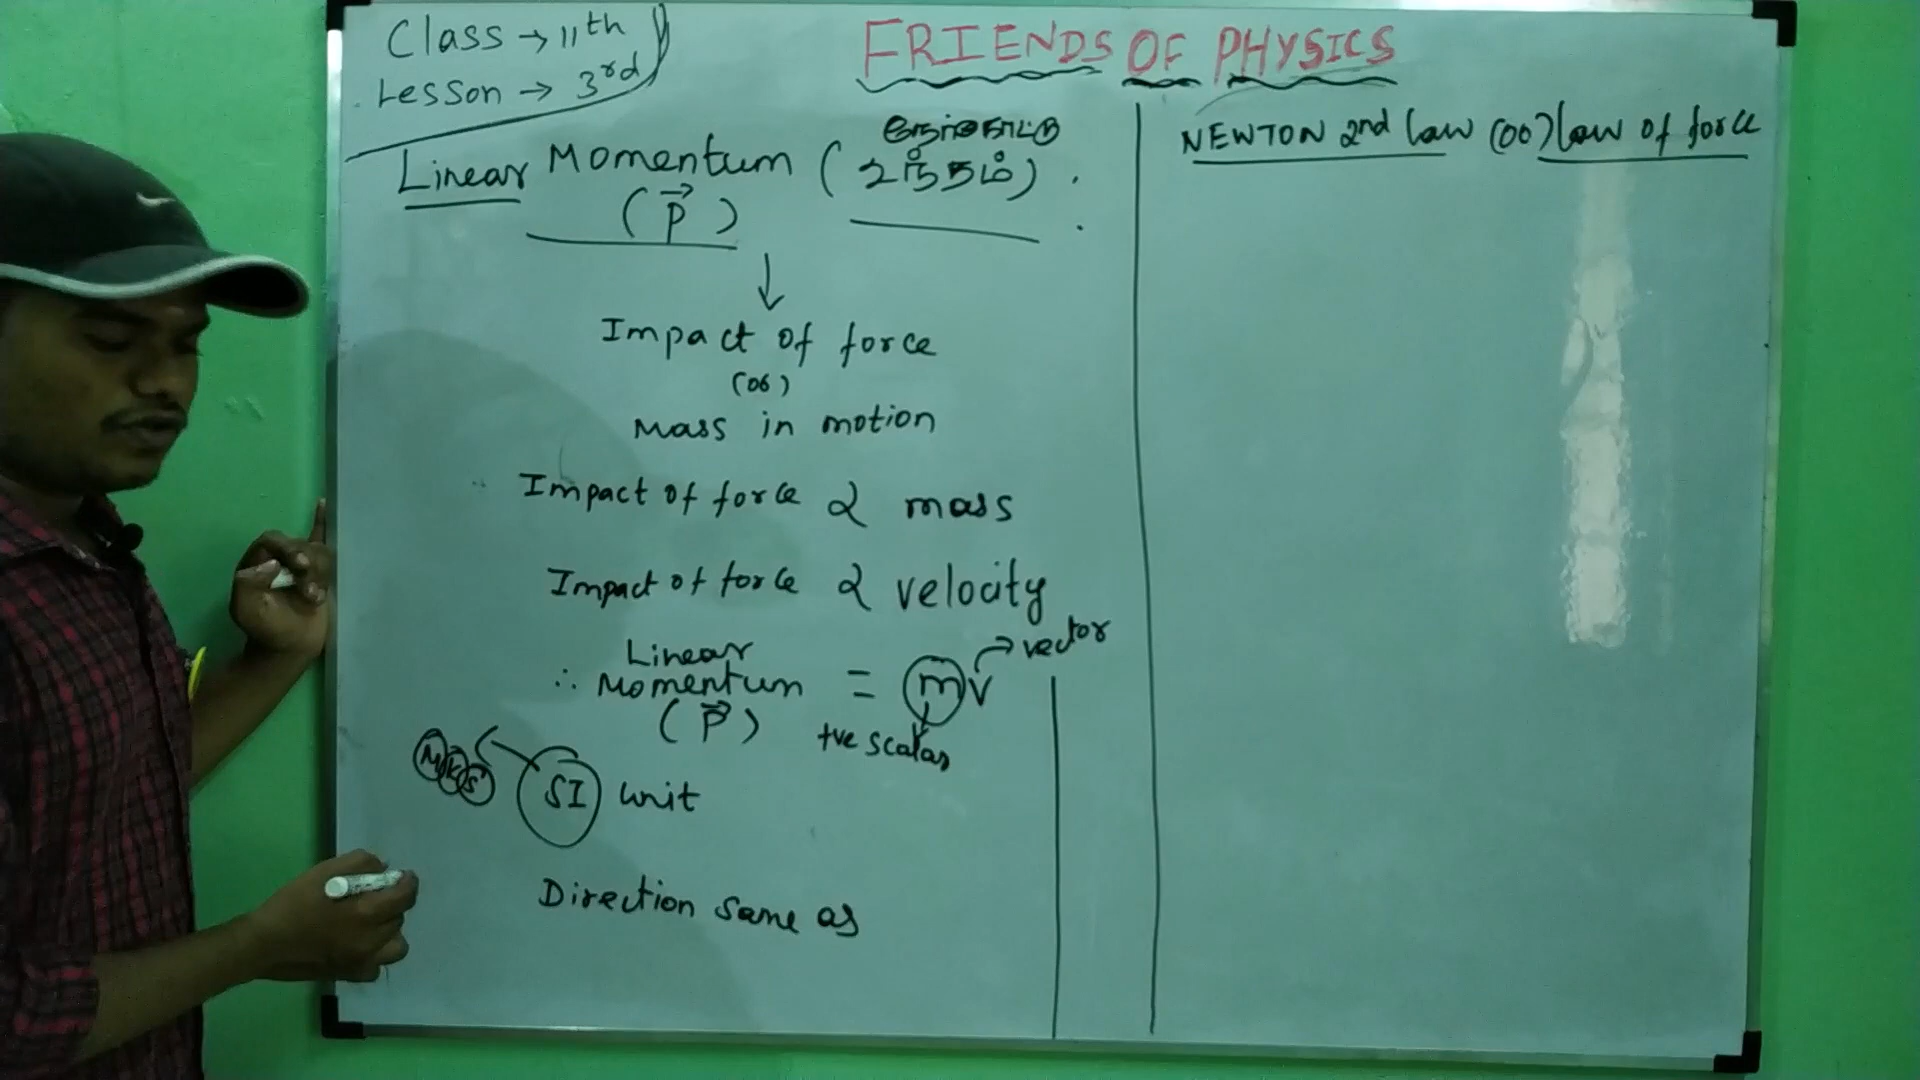 Class → 11th
Lesson → 3rd
FRIENDS OF PHYSICS
நேர்கோட்டு
Linear Momentum (உந்தம்)
(p⃗)
↓
Impact of force
(or)
Mass in motion
Impact of force α mass
Impact of force α velocity
Linear
∴ Momentum = mv → vector
(p⃗)
+ve scalar
MKS
SI unit
Direction same as
NEWTON 2nd law (or) law of force